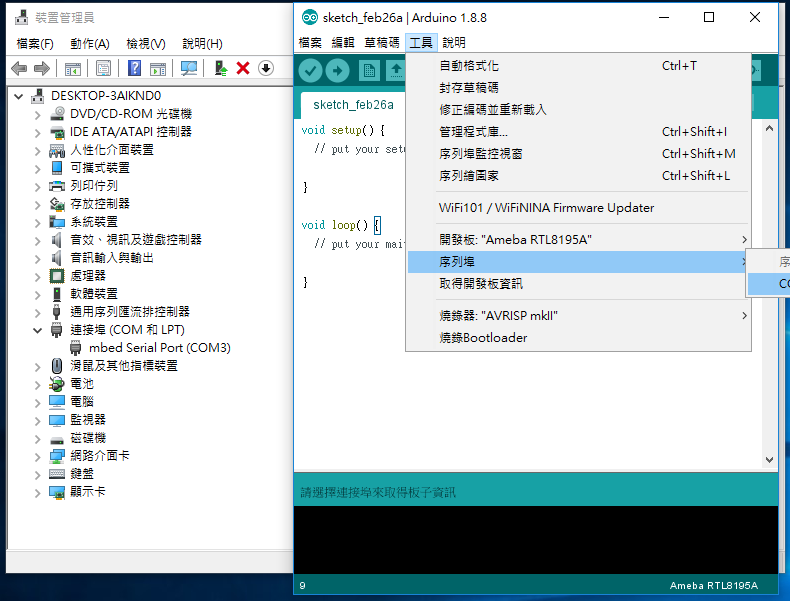 裝置管理員
檔案(F) 動作(A) 檢視(V) 說明(H)
DESKTOP-3AIKND0
DVD/CD-ROM 光碟機
IDE ATA/ATAPI 控制器
人性化介面裝置
可攜式裝置
列印佇列
存放控制器
系統裝置
音效、視訊及遊戲控制器
音訊輸入與輸出
處理器
軟體裝置
通用序列匯流排控制器
連接埠 (COM 和 LPT)
mbed Serial Port (COM3)
滑鼠及其他指標裝置
電池
電腦
監視器
磁碟機
網路介面卡
鍵盤
顯示卡
sketch_feb26a | Arduino 1.8.8
檔案 編輯 草稿碼 工具 說明
sketch_feb26a
void setup() {
// put your setu
}
void loop() {
// put your mai
}
自動格式化 Ctrl+T
封存草稿碼
修正編碼並重新載入
管理程式庫... Ctrl+Shift+I
序列埠監控視窗 Ctrl+Shift+M
序列繪圖家 Ctrl+Shift+L
WiFi101 / WiFiNINA Firmware Updater
開發板: "Ameba RTL8195A"
序列埠
取得開發板資訊
燒錄器: "AVRISP mkII"
燒錄Bootloader
序
CO
請選擇連接埠來取得板子資訊
9 Ameba RTL8195A